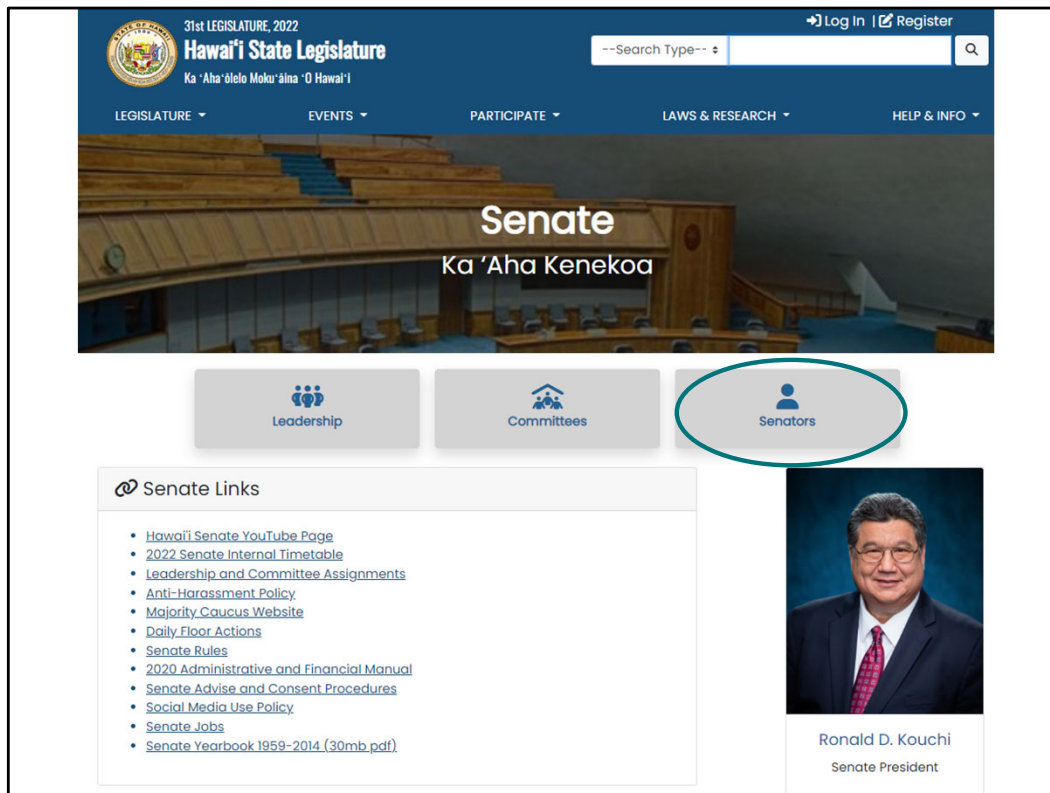 31st LEGISLATURE, 2022
Hawaiʻi State Legislature
Ka ʻAhaʻōlelo Mokuʻāina ʻO Hawaiʻi
Log In | Register
--Search Type--
LEGISLATURE EVENTS PARTICIPATE LAWS & RESEARCH HELP & INFO
Senate
Ka ʻAha Kenekoa
Leadership
Committees
Senators
Senate Links
Hawai'i Senate YouTube Page
2022 Senate Internal Timetable
Leadership and Committee Assignments
Anti-Harassment Policy
Majority Caucus Website
Daily Floor Actions
Senate Rules
2020 Administrative and Financial Manual
Senate Advise and Consent Procedures
Social Media Use Policy
Senate Jobs
Senate Yearbook 1959-2014 (30mb pdf)
Ronald D. Kouchi
Senate President